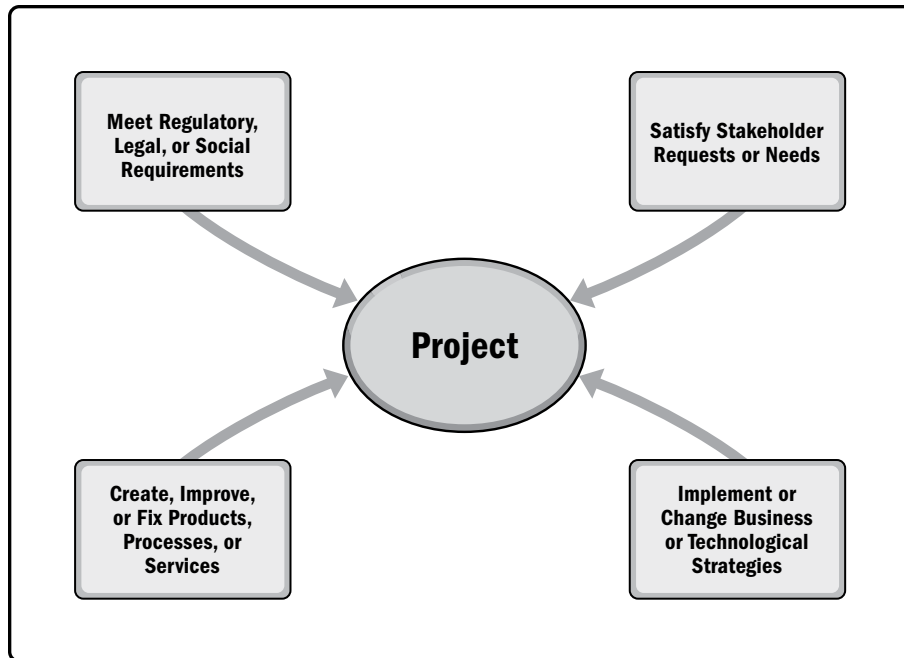 Meet Regulatory,
Legal, or Social
Requirements
Satisfy Stakeholder
Requests or Needs
Project
Create, Improve,
or Fix Products,
Processes, or
Services
Implement or
Change Business
or Technological
Strategies